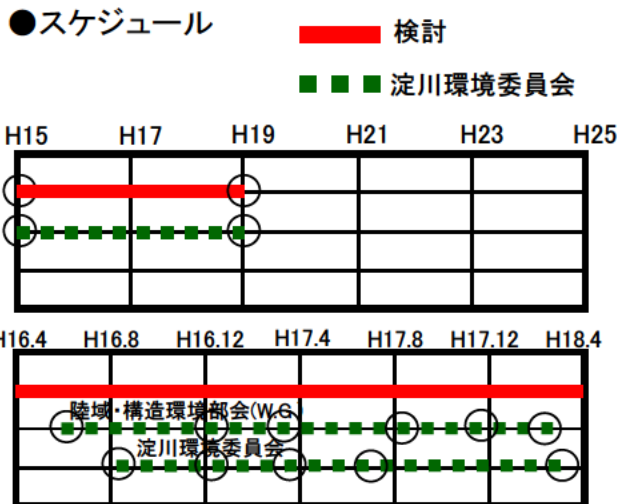 ●スケジュール
検討
淀川環境委員会
H15 H17 H19 H21 H23 H25
H16.4 H16.8 H16.12 H17.4 H17.8 H17.12 H18.4
陸域・構造環境部会(W.G.)
淀川環境委員会